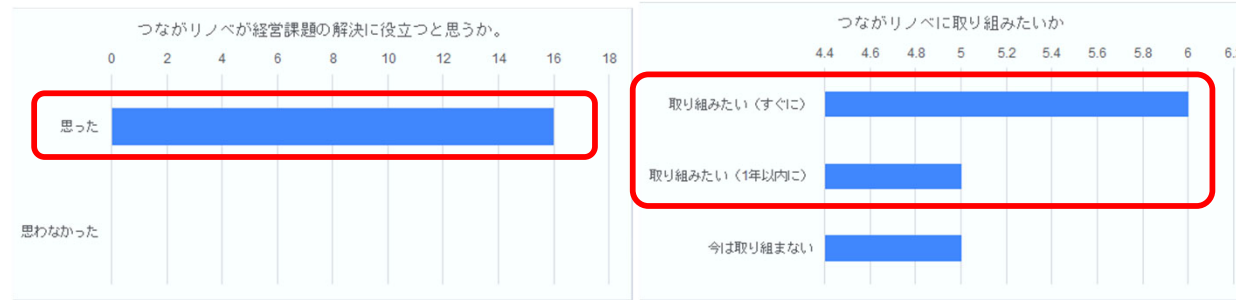 つながリノベが経営課題の解決に役立つと思うか。
0 2 4 6 8 10 12 14 16 18
思った
思わなかった
つながリノベに取り組みたいか
4.4 4.6 4.8 5 5.2 5.4 5.6 5.8 6
取り組みたい（すぐに）
取り組みたい（1年以内に）
今は取り組まない